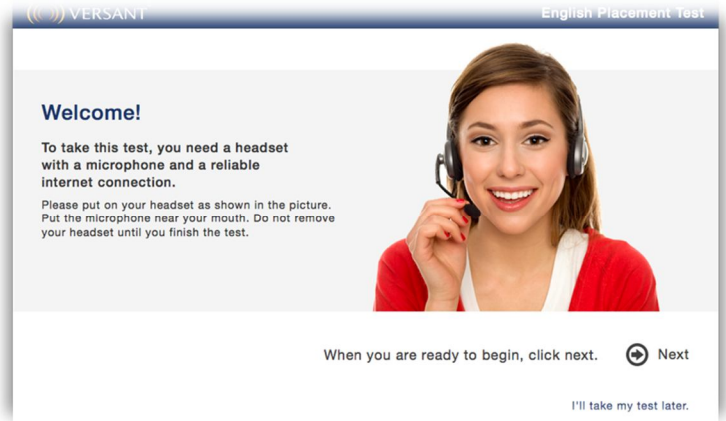 ((( ))) VERSANT
English Placement Test
Welcome!
To take this test, you need a headset
with a microphone and a reliable
internet connection.
Please put on your headset as shown in the picture.
Put the microphone near your mouth. Do not remove
your headset until you finish the test.
When you are ready to begin, click next.
Next
I'll take my test later.